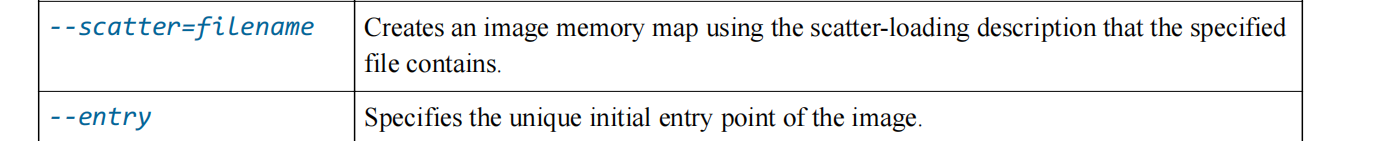 --scatter=filename
Creates an image memory map using the scatter-loading description that the specified
file contains.
--entry
Specifies the unique initial entry point of the image.